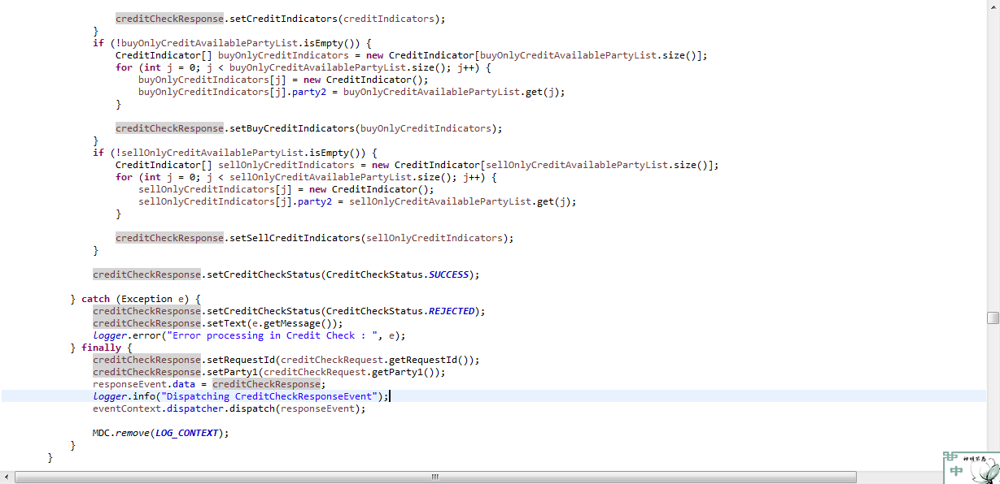 creditCheckResponse.setCreditIndicators(creditIndicators);
}
if (!buyOnlyCreditAvailablePartyList.isEmpty()) {
CreditIndicator[] buyOnlyCreditIndicators = new CreditIndicator[buyOnlyCreditAvailablePartyList.size()];
for (int j = 0; j < buyOnlyCreditAvailablePartyList.size(); j++) {
buyOnlyCreditIndicators[j] = new CreditIndicator();
buyOnlyCreditIndicators[j].party2 = buyOnlyCreditAvailablePartyList.get(j);
}
creditCheckResponse.setBuyCreditIndicators(buyOnlyCreditIndicators);
}
if (!sellOnlyCreditAvailablePartyList.isEmpty()) {
CreditIndicator[] sellOnlyCreditIndicators = new CreditIndicator[sellOnlyCreditAvailablePartyList.size()];
for (int j = 0; j < sellOnlyCreditAvailablePartyList.size(); j++) {
sellOnlyCreditIndicators[j] = new CreditIndicator();
sellOnlyCreditIndicators[j].party2 = sellOnlyCreditAvailablePartyList.get(j);
}
creditCheckResponse.setSellCreditIndicators(sellOnlyCreditIndicators);
}
creditCheckResponse.setCreditCheckStatus(CreditCheckStatus.SUCCESS);
} catch (Exception e) {
creditCheckResponse.setCreditCheckStatus(CreditCheckStatus.REJECTED);
creditCheckResponse.setText(e.getMessage());
logger.error("Error processing in Credit Check : ", e);
} finally {
creditCheckResponse.setRequestId(creditCheckRequest.getRequestId());
creditCheckResponse.setParty1(creditCheckRequest.getParty1());
responseEvent.data = creditCheckResponse;
logger.info("Dispatching CreditCheckResponseEvent");
eventContext.dispatcher.dispatch(responseEvent);
MDC.remove(LOG_CONTEXT);
}
}
中